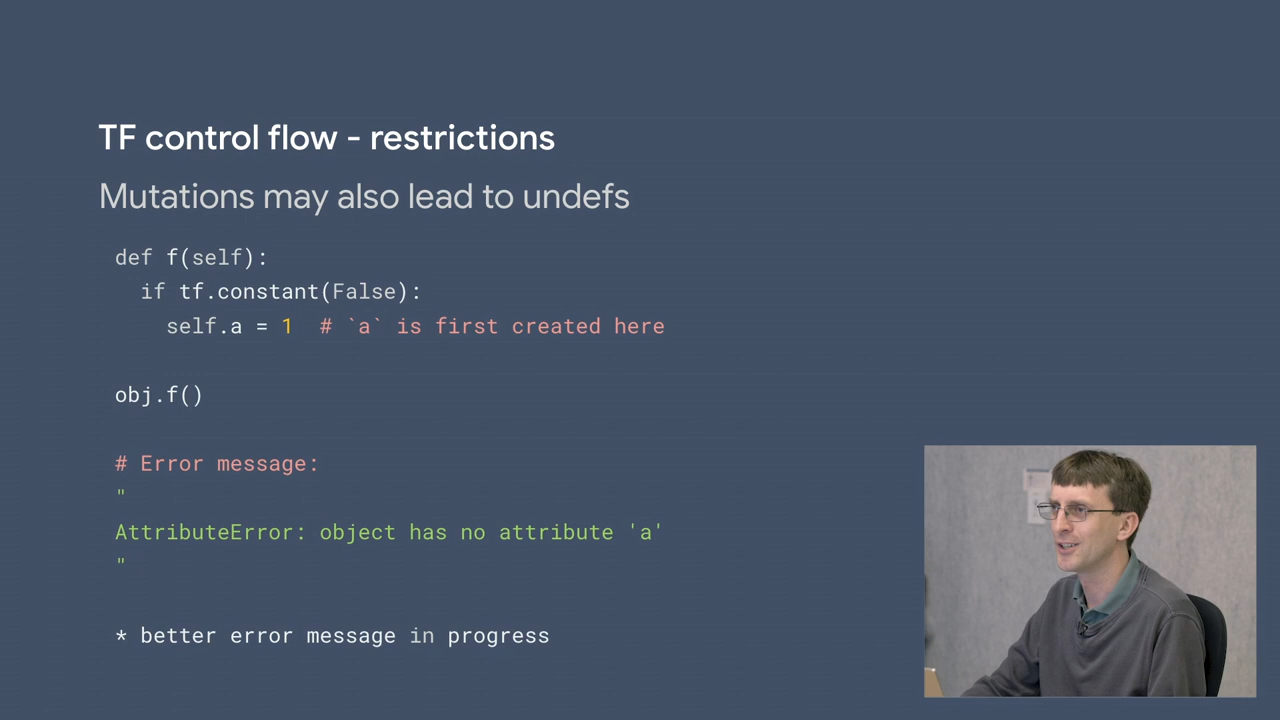 TF control flow - restrictions
Mutations may also lead to undefs
def f(self):
  if tf.constant(False):
    self.a = 1  # `a` is first created here
obj.f()
# Error message:
"
AttributeError: object has no attribute 'a'
"
* better error message in progress